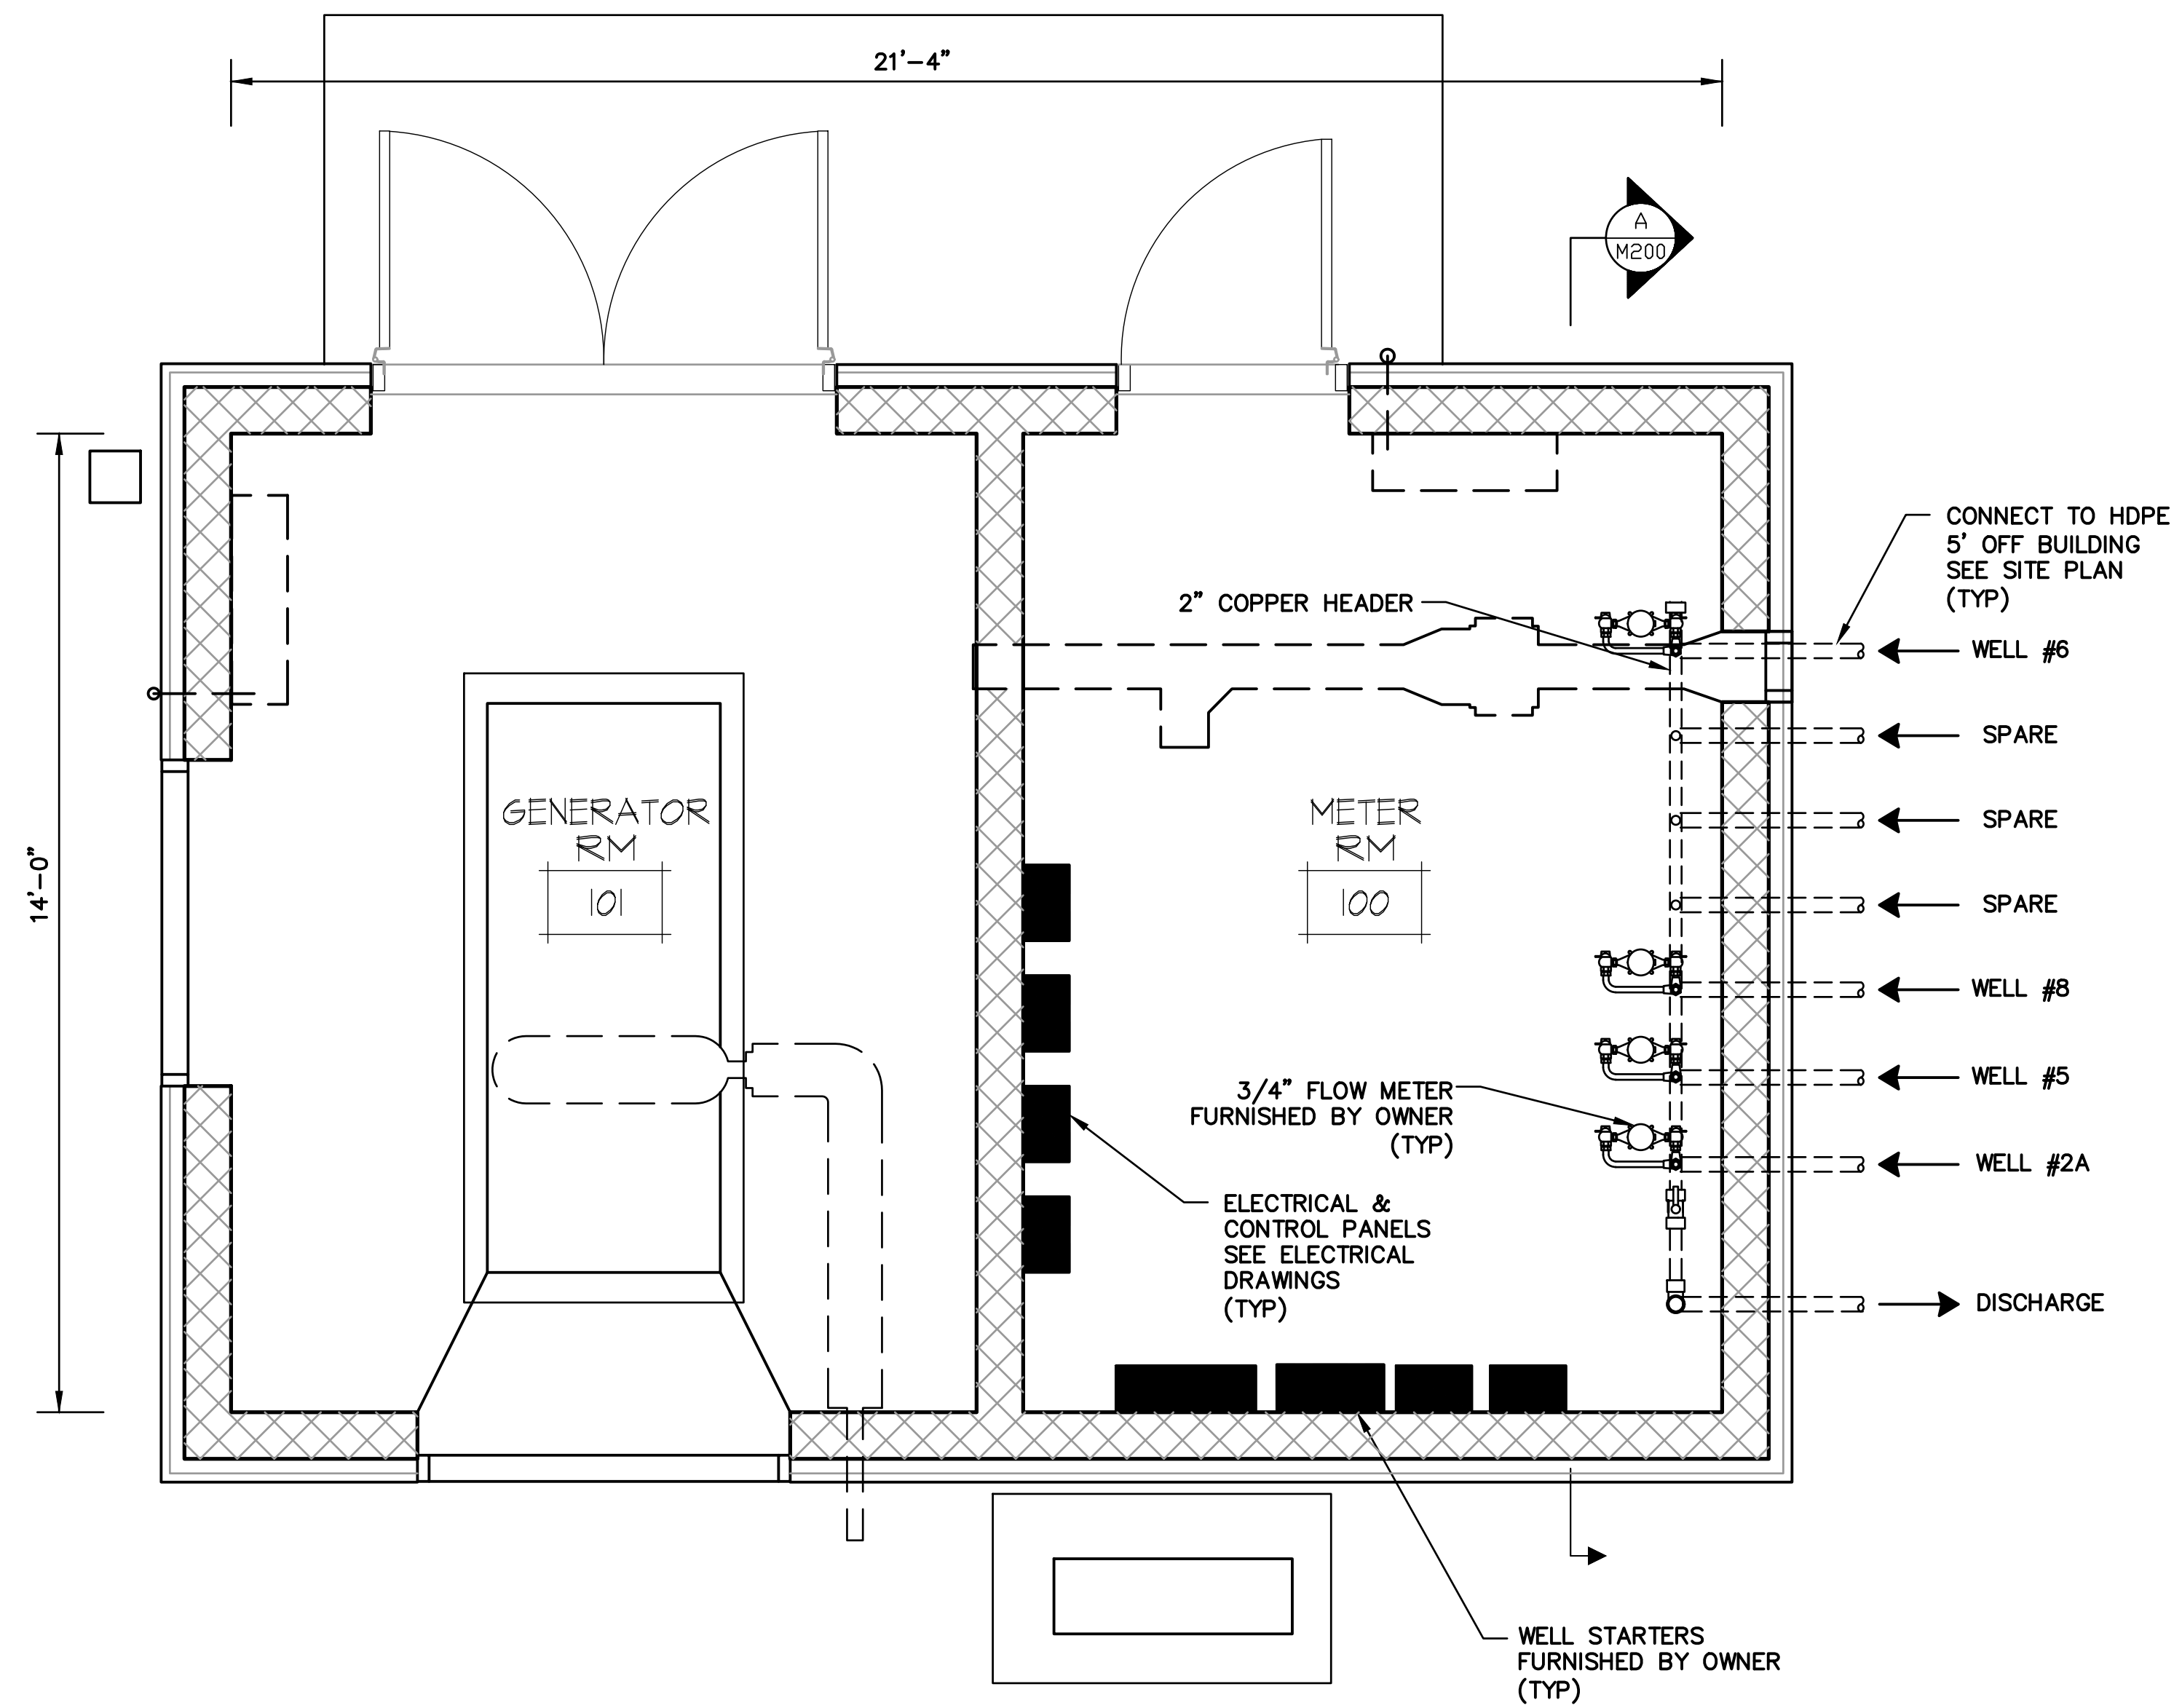 21'-4"
A
M200
14'-0"
CONNECT TO HDPE
5' OFF BUILDING
SEE SITE PLAN
(TYP)
2" COPPER HEADER
WELL #6
SPARE
SPARE
SPARE
WELL #8
WELL #5
WELL #2A
DISCHARGE
GENERATOR
RM
101
METER
RM
100
3/4" FLOW METER
FURNISHED BY OWNER
(TYP)
ELECTRICAL &
CONTROL PANELS
SEE ELECTRICAL
DRAWINGS
(TYP)
WELL STARTERS
FURNISHED BY OWNER
(TYP)